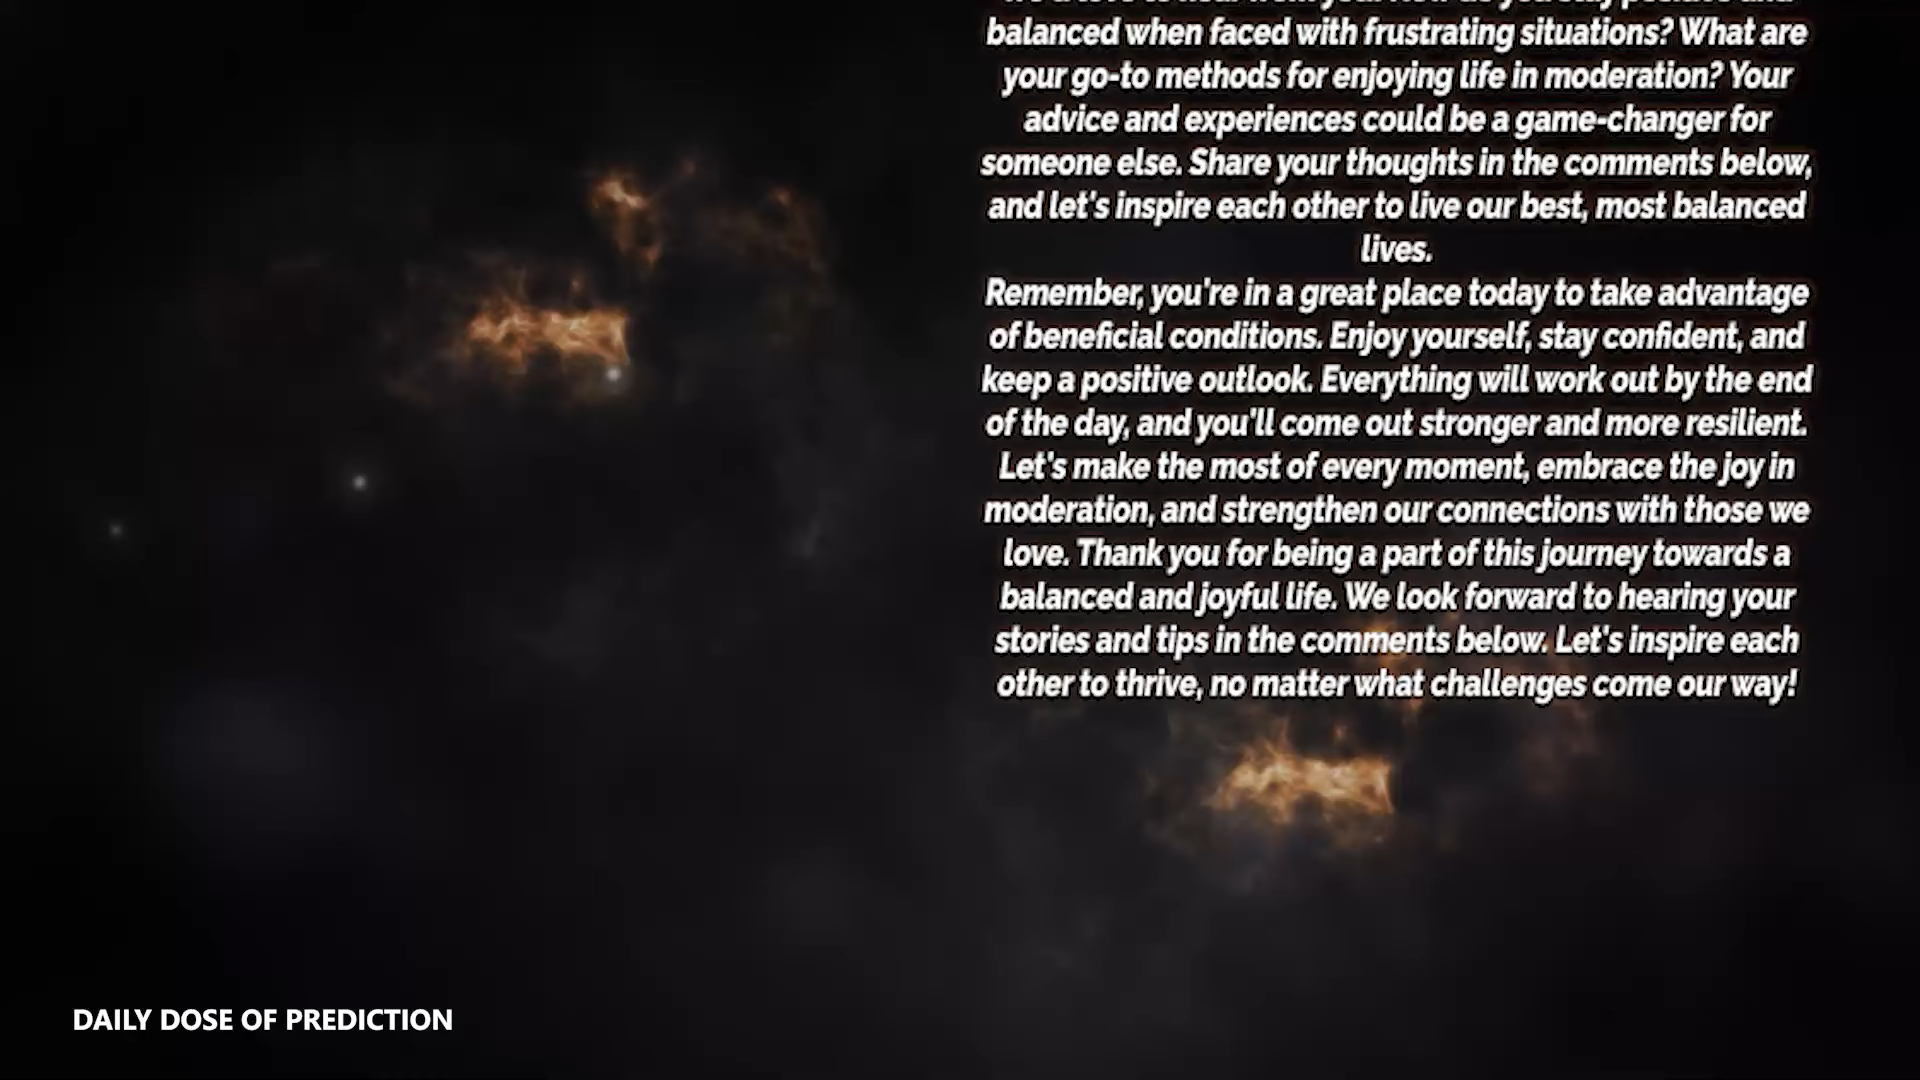 balanced when faced with frustrating situations? What are
your go-to methods for enjoying life in moderation? Your
advice and experiences could be a game-changer for
someone else. Share your thoughts in the comments below,
and let's inspire each other to live our best, most balanced
lives.
Remember, you're in a great place today to take advantage
of beneficial conditions. Enjoy yourself, stay confident, and
keep a positive outlook. Everything will work out by the end
of the day, and you'll come out stronger and more resilient.
Let's make the most of every moment, embrace the joy in
moderation, and strengthen our connections with those we
love. Thank you for being a part of this journey towards a
balanced and joyful life. We look forward to hearing your
stories and tips in the comments below. Let's inspire each
other to thrive, no matter what challenges come our way!
DAILY DOSE OF PREDICTION